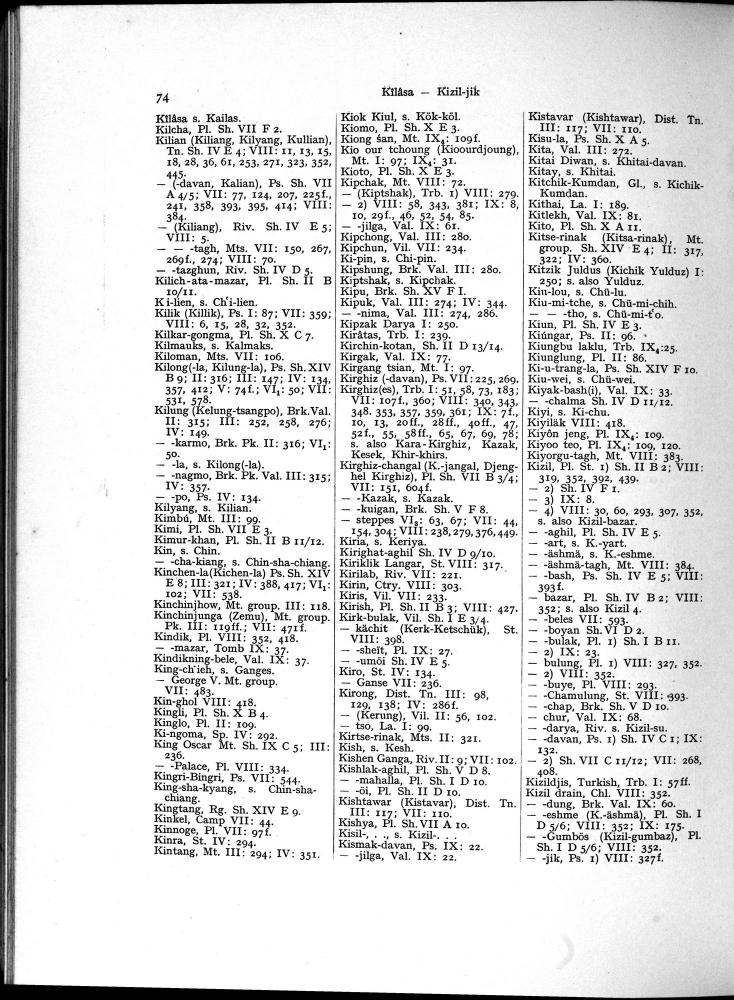 74
Kīlâsa — Kizil-jik
Kīlâsa s. Kailas.
Kilcha, Pl. Sh. VII F 2.
Kilian (Kiliang, Kilyang, Kullian),
Tn. Sh. IV E 4; VIII: 11, 13, 15,
18, 28, 36, 61, 253, 271, 323, 352,
445.
— (-davan, Kalian), Ps. Sh. VII
A 4/5; VII: 77, 124, 207, 225f.,
241, 358, 393, 395, 414; VIII:
384.
— (Kiliang), Riv. Sh. IV E 5;
VIII: 5.
— - -tagh, Mts. VII: 150, 267,
269f., 274; VIII: 70.
— -tazghun, Riv. Sh. IV D 5.
Kilich-ata-mazar, Pl. Sh. II B
10/11.
Ki-lien, s. Ch'i-lien.
Kilik (Killik), Ps. I: 87; VII: 359;
VIII: 6, 15, 28, 32, 352.
Kilkar-gongma, Pl. Sh. X C 7.
Kilmauks, s. Kalmaks.
Kiloman, Mts. VII: 106.
Kilong(-la, Kilung-la), Ps. Sh. XIV
B 9; II: 316; III: 147; IV: 134,
357, 412; V: 74f.; VI₁: 50; VII:
531, 578.
Kilung (Kelung-tsangpo), Brk. Val.
II: 315; III: 252, 258, 276;
IV: 149.
— -karmo, Brk. Pk. II: 316; VI₁:
50.
— -la, s. Kilong(-la).
— -nagmo, Brk. Pk. Val. III: 315;
IV: 357.
— -po, Ps. IV: 134.
Kilyang, s. Kilian.
Kimbú, Mt. III: 99.
Kimi, Pl. Sh. VII E 3.
Kimur-khan, Pl. Sh. II B 11/12.
Kin, s. Chin.
— -cha-kiang, s. Chin-sha-chiang.
Kinchen-la (Kichen-la) Ps. Sh. XIV
E 8; III: 321; IV: 388, 417; VI₁:
102; VII: 538.
Kinchinjhow, Mt. group. III: 118.
Kinchinjunga (Zemu), Mt. group.
Pk. III: 119ff.; VII: 471f.
Kindik, Pl. VIII: 352, 418.
— -mazar, Tomb IX: 37.
Kindikning-bele, Val. IX: 37.
King-ch'ieh, s. Ganges.
— George V. Mt. group.
VII: 483.
Kin-ghol VIII: 418.
Kingli, Pl. Sh. X B 4.
Kinglo, Pl. II: 109.
Ki-ngoma, Sp. IV: 292.
King Oscar Mt. Sh. IX C 5; III:
236.
— -Palace, Pl. VIII: 334.
Kingri-Bingri, Ps. VII: 544.
King-sha-kyang, s. Chin-sha-
chiang.
Kingtang, Rg. Sh. XIV E 9.
Kinkel, Camp VII: 44.
Kinnoge, Pl. VII: 97f.
Kinra, St. IV: 294.
Kintang, Mt. III: 294; IV: 351.
Kiok Kiul, s. Kök-köl.
Kiomo, Pl. Sh. X E 3.
Kiong śan, Mt. IX₄: 109f.
Kio our tchoung (Kioourdjoung),
Mt. I: 97; IX₄: 31.
Kioto, Pl. Sh. X E 3.
Kipchak, Mt. VIII: 72.
— (Kiptshak), Trb. 1) VIII: 279.
— 2) VIII: 58, 343, 381; IX: 8,
10, 29f., 46, 52, 54, 85.
— -jilga, Val. IX: 61.
Kipchong, Val. III: 280.
Kipchun, Vil. VII: 234.
Ki-pin, s. Chi-pin.
Kipshung, Brk. Val. III: 280.
Kiptshak, s. Kipchak.
Kipu, Brk. Sh. XV F I.
Kipuk, Val. III: 274; IV: 344.
— -nima, Val. III: 274, 286.
Kipzak Darya I: 250.
Kirâtas, Trb. I: 239.
Kirchin-kotan, Sh. II D 13/14.
Kirgak, Val. IX: 77.
Kirgang tsian, Mt. I: 97.
Kirghiz (-davan), Ps. VII: 225, 269.
Kirghiz(es), Trb. I: 51, 58, 73, 183;
VII: 107f., 360; VIII: 340, 343,
348. 353, 357, 359, 361; IX: 7f.,
10, 13, 20ff., 28ff., 40ff., 47,
52f., 55, 58ff., 65, 67, 69, 78;
s. also Kara-Kirghiz, Kazak,
Kesek, Khir-khirs.
Kirghiz-changal (K.-jangal, Djeng-
hel Kirghiz), Pl. Sh. VII B 3/4;
VII: 151, 604f.
— -Kazak, s. Kazak.
— -kuigan, Brk. Sh. V F 8.
— steppes VI₂: 63, 67; VII: 44,
154, 304; VIII: 238, 279, 376, 449.
Kiria, s. Keriya.
Kirighat-aghil Sh. IV D 9/10.
Kiriklik Langar, St. VIII: 317.
Kirilab, Riv. VII: 221.
Kirin, Ctry. VIII: 303.
Kiris, Vil. VII: 233.
Kirish, Pl. Sh. II B 3; VIII: 427.
Kirk-bulak, Vil. Sh. I E 3/4.
— kächit (Kerk-Ketschük), St.
VIII: 398.
— -sheït, Pl. IX: 27.
— -umöi Sh. IV E 5.
Kiro, St. IV: 134.
— Ganse VII: 236.
Kirong, Dist. Tn. III: 98,
129, 138; IV: 286f.
— (Kerung), Vil. II: 56, 102.
— tso, La. I: 99.
Kirtse-rinak, Mts. II: 321.
Kish, s. Kesh.
Kishen Ganga, Riv. II: 9; VII: 102.
Kishlak-aghil, Pl. Sh. V D 8.
— -mahalla, Pl. Sh. I D 10.
— -öi, Pl. Sh. II D 10.
Kishtawar (Kistavar), Dist. Tn.
III: 117; VII: 110.
Kishya, Pl. Sh. VII A 10.
Kisil-, . ., s. Kizil-. . .
Kismak-davan, Ps. IX: 22.
— -jilga, Val. IX: 22.
Kistavar (Kishtawar), Dist. Tn.
III: 117; VII: 110.
Kisu-la, Ps. Sh. X A 5.
Kita, Val. III: 272.
Kitai Diwan, s. Khitai-davan.
Kitay, s. Khitai.
Kitchik-Kumdan, Gl., s. Kichik-
Kumdan.
Kithai, La. I: 189.
Kitlekh, Val. IX: 81.
Kito, Pl. Sh. X A 11.
Kitse-rinak (Kitsa-rinak), Mt.
group. Sh. XIV E 4; II: 317,
322; IV: 360.
Kitzik Juldus (Kichik Yulduz) I:
250; s. also Yulduz.
Kiu-lou, s. Chü-lu.
Kiu-mi-tche, s. Chü-mi-chih.
— - -tho, s. Chü-mi-t'o.
Kiun, Pl. Sh. IV E 3.
Kiúngar, Ps. II: 96.
Kiungbu laklu, Trb. IX₄: 25.
Kiunglung, Pl. II: 86.
Ki-u-trang-la, Ps. Sh. XIV F 10.
Kiu-wei, s. Chü-wei.
Kiyak-bash(i), Val. IX: 33.
— -chalma Sh. IV D 11/12.
Kiyi, s. Ki-chu.
Kiyiläk VIII: 418.
Kiyôn jeng, Pl. IX₄: 109.
Kiyoo teo, Pl. IX₄: 109, 120.
Kiyorgu-tagh, Mt. VIII: 383.
Kizil, Pl. St. 1) Sh. II B 2; VIII:
319, 352, 392, 439.
— 2) Sh. IV F 1.
— 3) IX: 8.
— 4) VIII: 30, 60, 293, 307, 352,
s. also Kizil-bazar.
— -aghil, Pl. Sh. IV E 5.
— -art, s. K.-yart.
— -äshmä, s. K.-eshme.
— -äshmä-tagh, Mt. VIII: 384.
— -bash, Ps. Sh. IV E 5; VIII:
393f.
— bazar, Pl. Sh. IV B 2; VIII:
352; s. also Kizil 4.
— -beles VII: 593.
— -boyan Sh. VI D 2.
— -bulak, Pl. 1) Sh. I B 11.
— 2) IX: 23.
— bulung, Pl. 1) VIII: 327, 352.
— 2) VIII: 352.
— -buye, Pl. VIII: 293.
— -Chamulung, St. VIII: 393.
— -chap, Brk. Sh. V D 10.
— chur, Val. IX: 68.
— -darya, Riv. s. Kizil-su.
— -davan, Ps. 1) Sh. IV C 1; IX:
132.
— 2) Sh. VII C 11/12; VII: 268,
408.
Kizildjis, Turkish, Trb. I: 57ff.
Kizil drain, Chl. VIII: 352.
— -dung, Brk. Val. IX: 60.
— -eshme (K.-äshmä), Pl. Sh. I
D 5/6; VIII: 352; IX: 175.
— -Gumbös (Kizil-gumbaz), Pl.
Sh. I D 5/6; VIII: 352.
— -jik, Ps. 1) VIII: 327f.